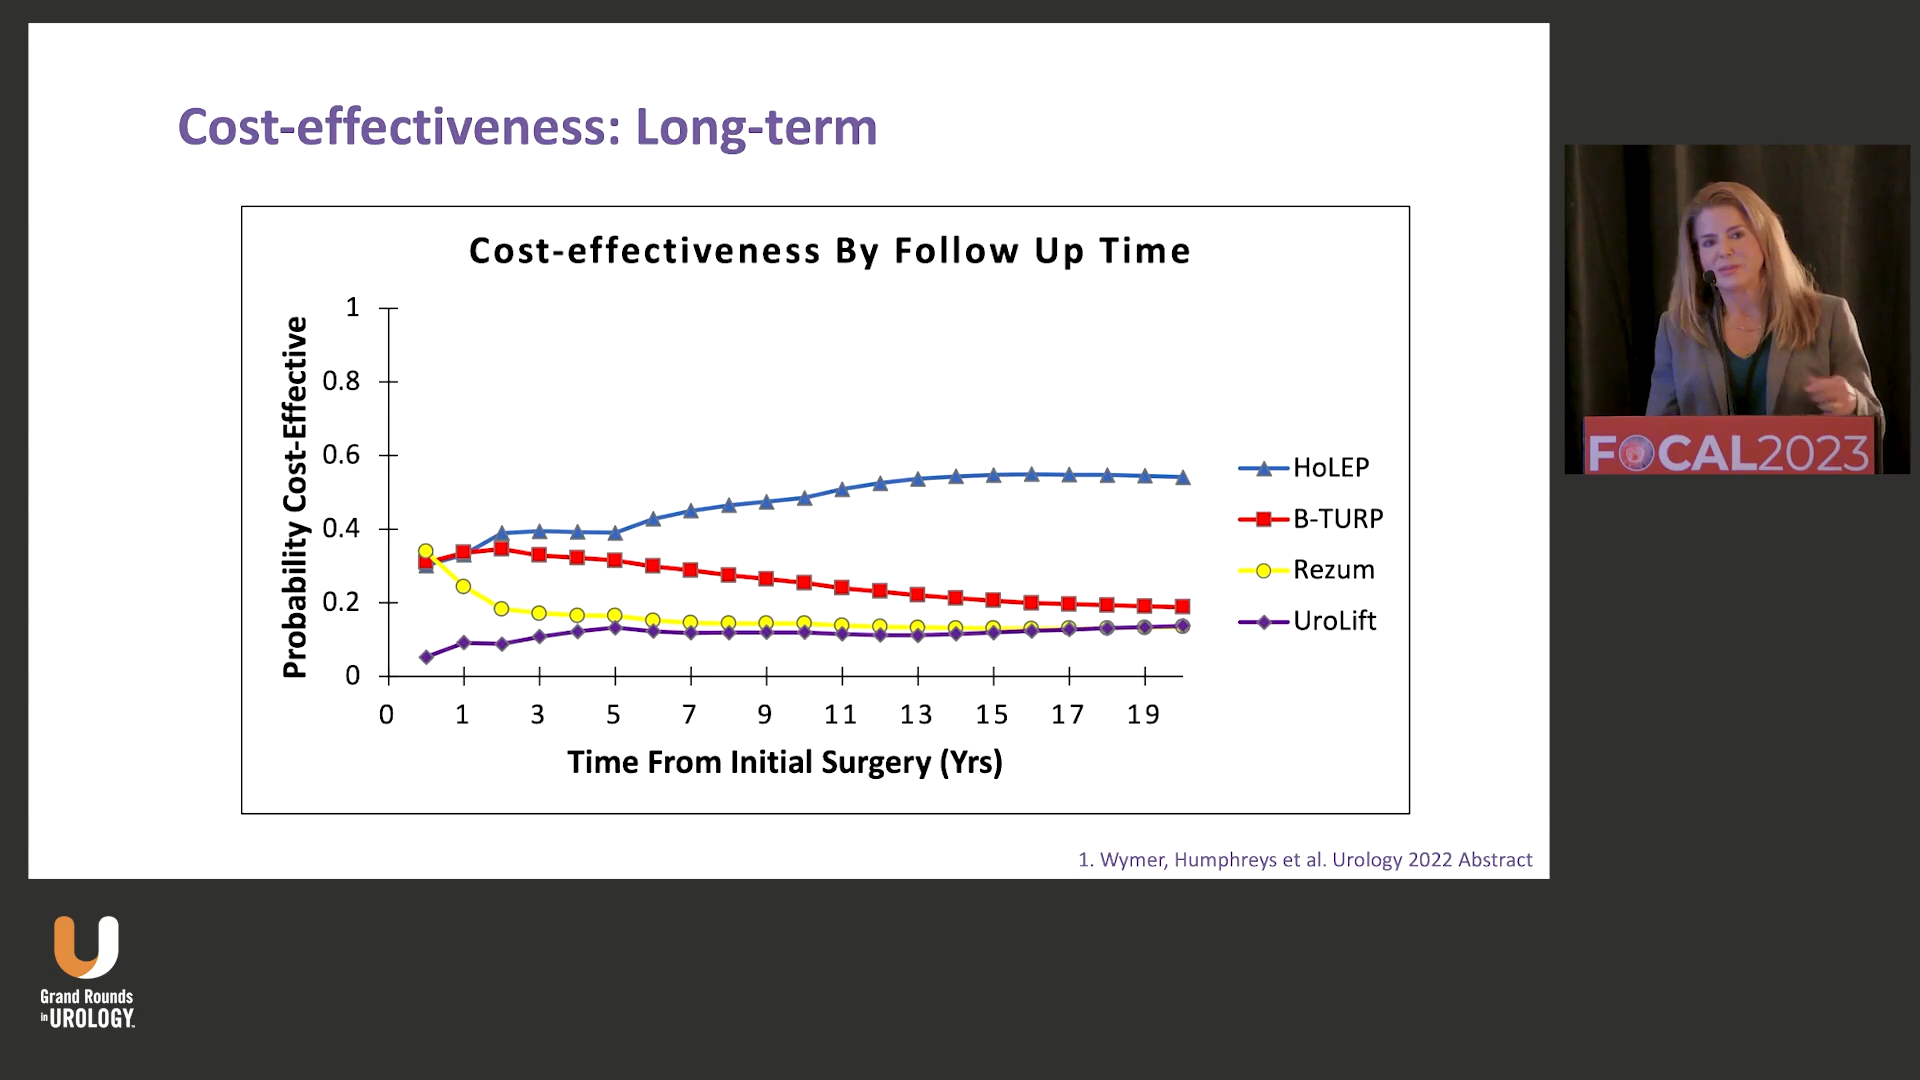 Cost-effectiveness: Long-term
Cost-effectiveness By Follow Up Time
Probability Cost-Effective
1
0.8
0.6
0.4
0.2
0
0 1 3 5 7 9 11 13 15 17 19
Time From Initial Surgery (Yrs)
HoLEP
B-TURP
Rezum
UroLift
1. Wymer, Humphreys et al. Urology 2022 Abstract
FOCAL2023
Grand Rounds
in UROLOGY